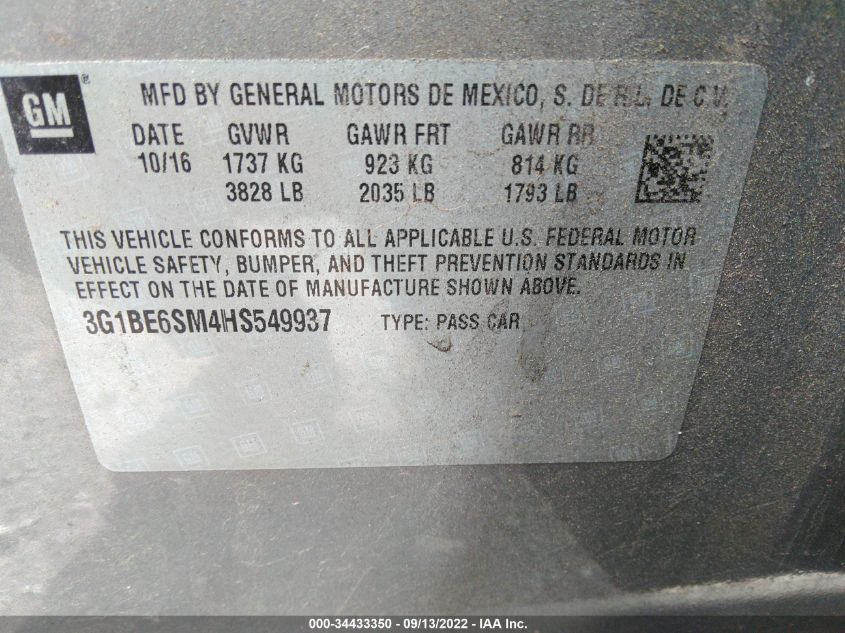 GM ®
MFD BY GENERAL MOTORS DE MEXICO, S. DE R.L. DE C.V.
DATE GVWR GAWR FRT GAWR RR
10/16 1737 KG 923 KG 814 KG
3828 LB 2035 LB 1793 LB
THIS VEHICLE CONFORMS TO ALL APPLICABLE U.S. FEDERAL MOTOR
VEHICLE SAFETY, BUMPER, AND THEFT PREVENTION STANDARDS IN
EFFECT ON THE DATE OF MANUFACTURE SHOWN ABOVE.
3G1BE6SM4HS549937 TYPE: PASS CAR
000-34433350 - 09/13/2022 - IAA Inc.